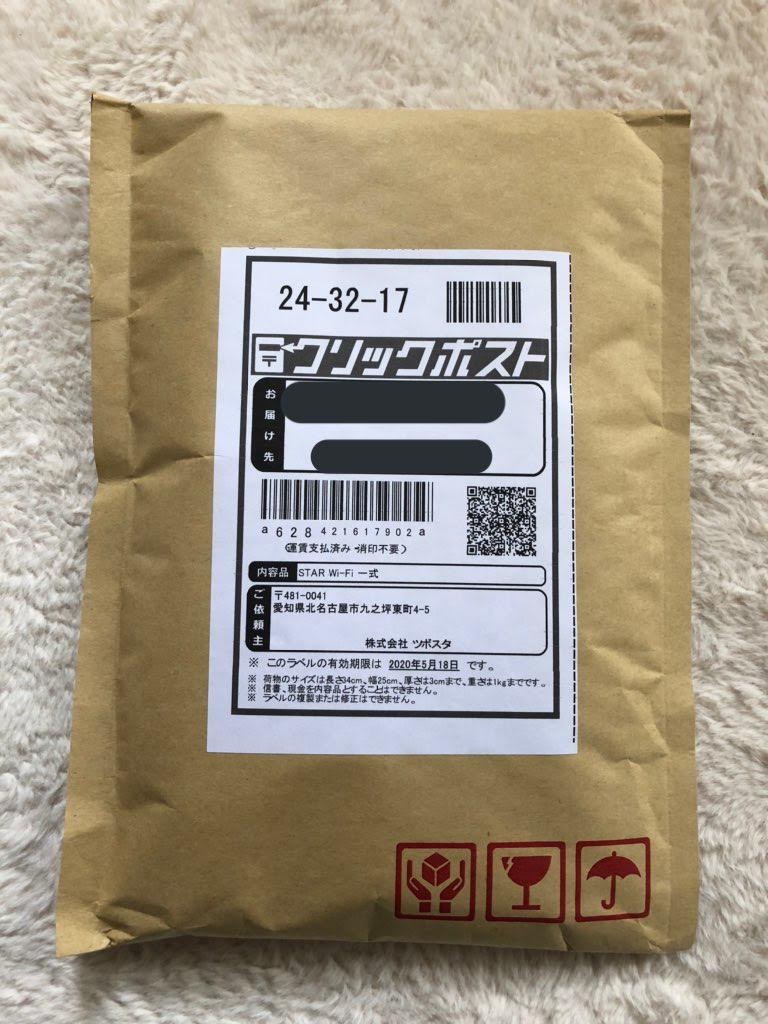 24-32-17
クリックポスト
お届け先
a 628 4216 1790 2a
(運賃支払済み・消印不要)
内容品 STAR Wi-Fi 一式
ご依頼主
〒481-0041
愛知県北名古屋市九之坪東町4-5
株式会社 ツボスタ
※ このラベルの有効期限は 2020年5月18日 です。
※ 荷物のサイズは長さ34cm、幅25cm、厚さは3cmまで、重さは1kgまでです。
※ 信書、現金を内容品とすることはできません。
※ ラベルの複製または修正はできません。